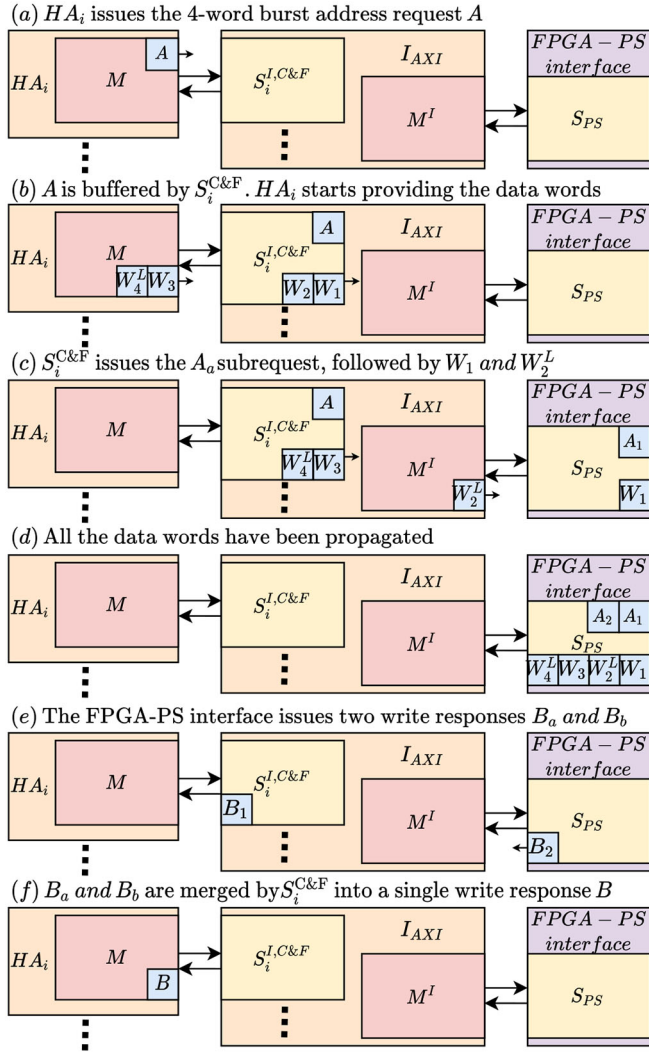 (a) HA_i issues the 4-word burst address request A
HA_i M A S_i^{I,C&F} I_AXI M^I FPGA – PS interface S_PS
(b) A is buffered by S_i^{C&F}. HA_i starts providing the data words
HA_i M W_4^L W_3 A S_i^{I,C&F} W_2 W_1 I_AXI M^I FPGA – PS interface S_PS
(c) S_i^{C&F} issues the A_a subrequest, followed by W_1 and W_2^L
HA_i M A S_i^{I,C&F} W_4^L W_3 I_AXI M^I W_2^L FPGA – PS interface A_1 S_PS W_1
(d) All the data words have been propagated
HA_i M S_i^{I,C&F} I_AXI M^I FPGA – PS interface A_2 A_1 S_PS W_4^L W_3 W_2^L W_1
(e) The FPGA-PS interface issues two write responses B_a and B_b
HA_i M S_i^{I,C&F} B_1 I_AXI M^I FPGA – PS interface S_PS B_2
(f) B_a and B_b are merged by S_i^{C&F} into a single write response B
HA_i M B S_i^{I,C&F} I_AXI M^I FPGA – PS interface S_PS